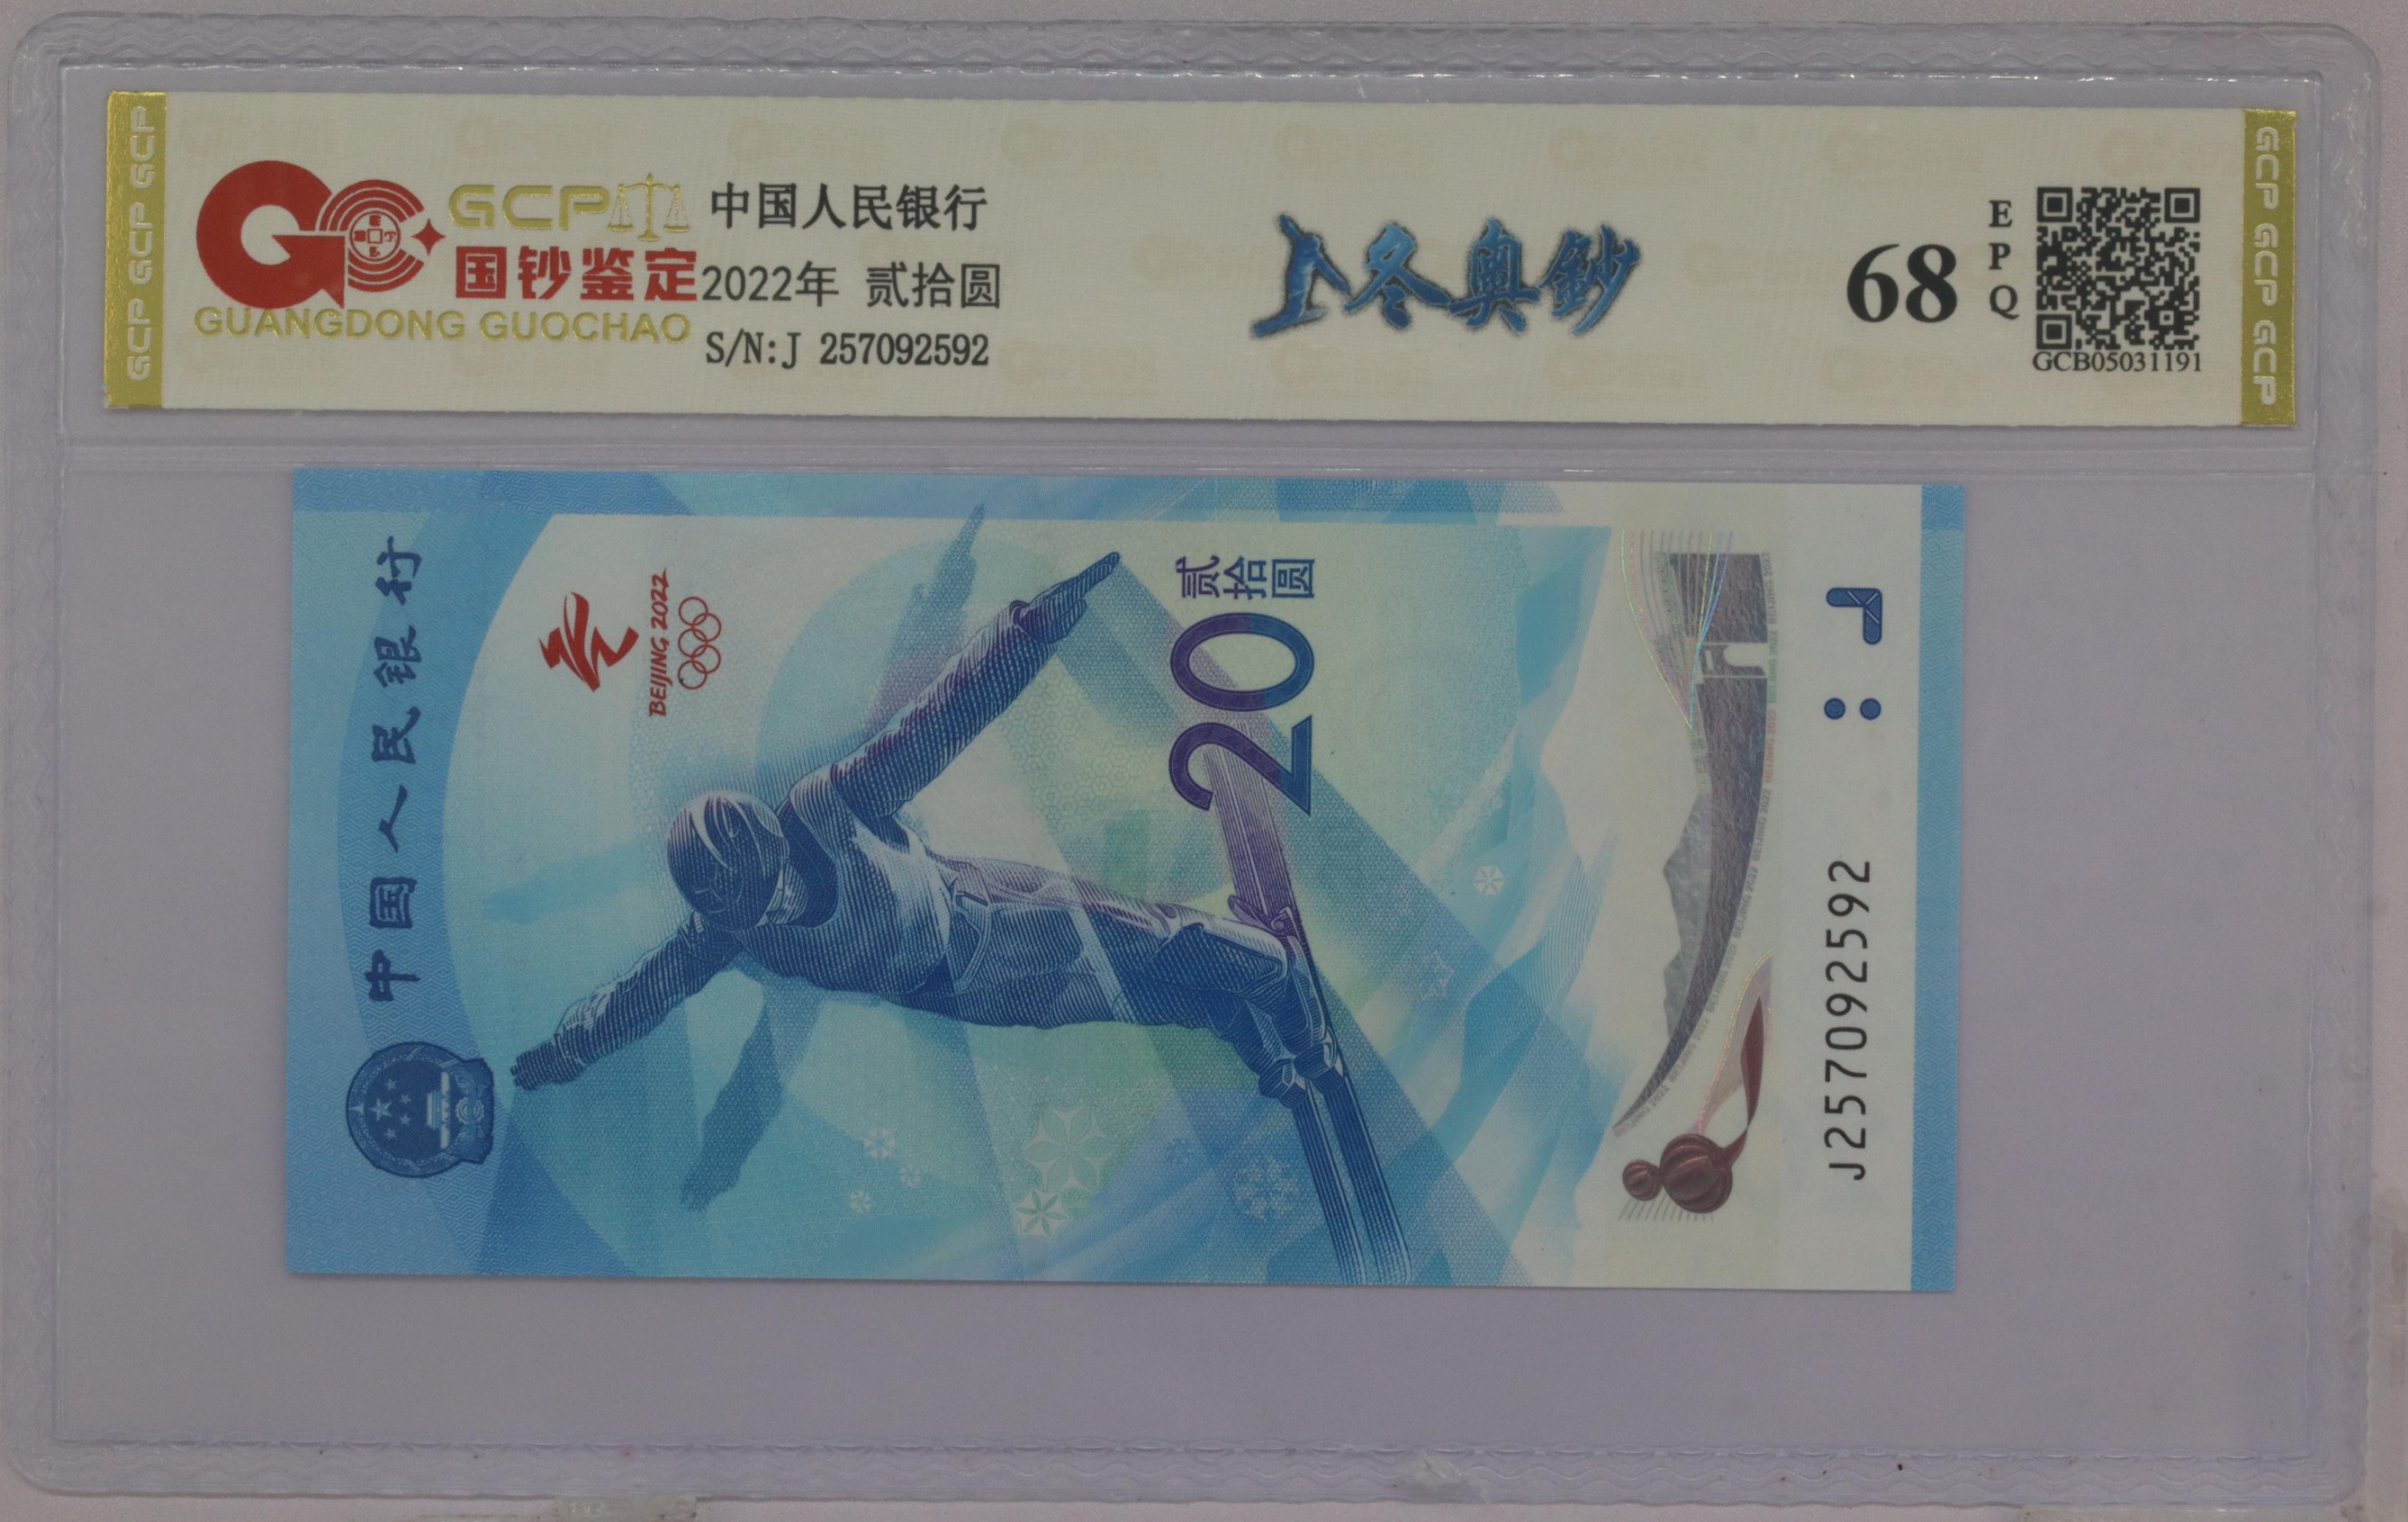 GCP GCP GCP
GCP
国钞鉴定
GUANGDONG GUOCHAO
中国人民银行
2022年 贰拾圆
S/N:J 257092592
冬奥鈔
68
EPQ
GCB05031191
GCP GCP GCP
中国人民银行
BEIJING 2022
贰拾圆
20
J257092592